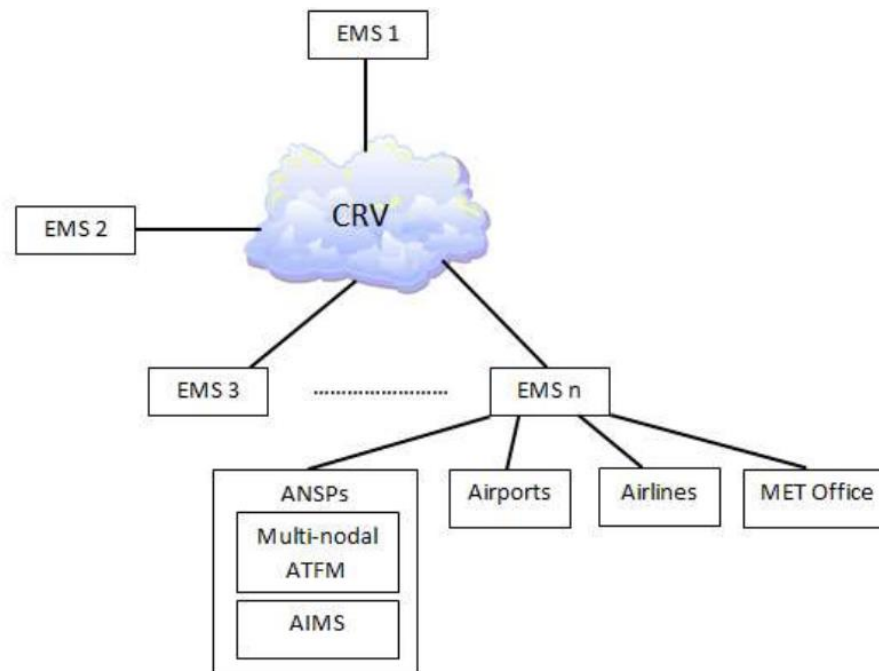 EMS 1
CRV
EMS 2
EMS 3
........................
EMS n
ANSPs
Multi-nodal
ATFM
AIMS
Airports
Airlines
MET Office